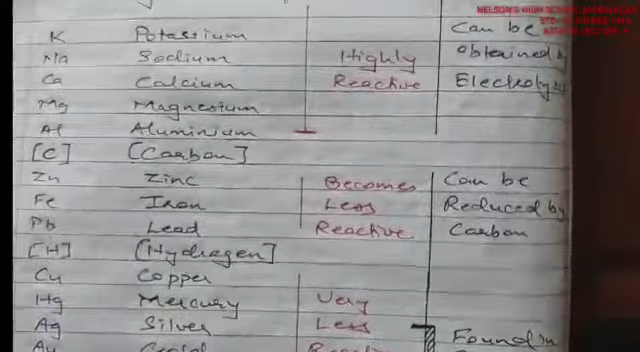 K Potassium Can be
Na Sodium Highly obtained by
Ca Calcium Reactive
Mg Magnesium
Al Aluminium
[C] [Carbon]
Zn Zinc Becomes Can be
Fe Iron Less Reduced by
Pb Lead Reactive Carbon
[H] [Hydrogen]
Cu Copper
Hg Mercury Very
Ag Silver Less Found in